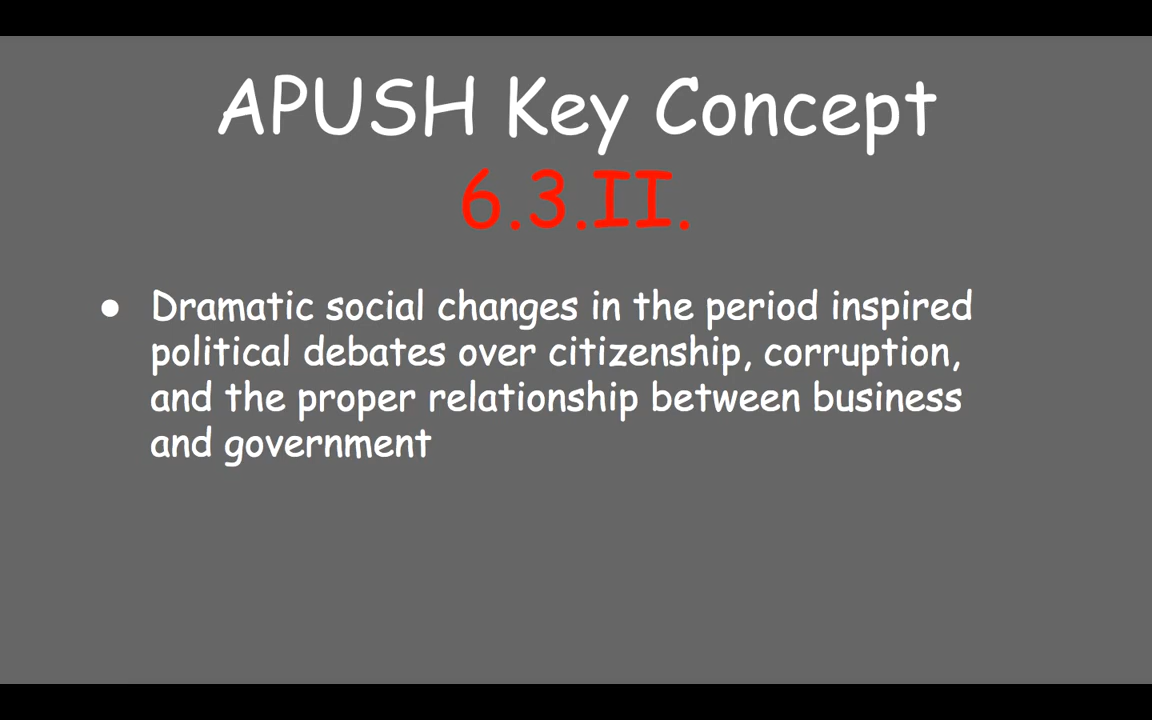 APUSH Key Concept
6.3.II.
● Dramatic social changes in the period inspired
political debates over citizenship, corruption,
and the proper relationship between business
and government